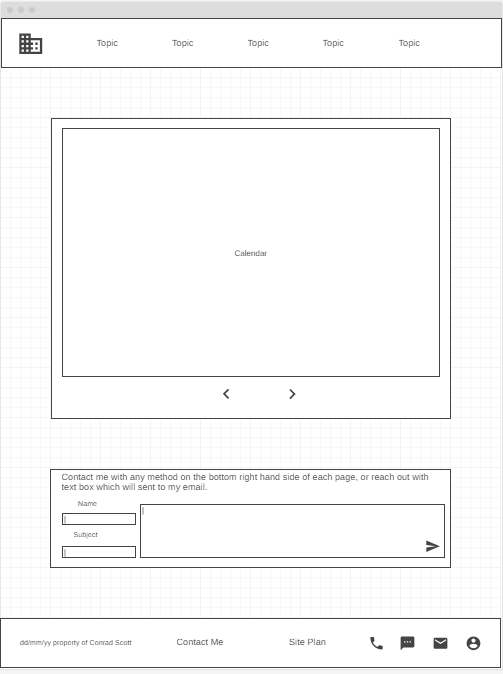 Topic Topic Topic Topic Topic
Calendar
Contact me with any method on the bottom right hand side of each page, or reach out with
text box which will sent to my email.
Name
Subject
dd/mm/yy property of Conrad Scott Contact Me Site Plan